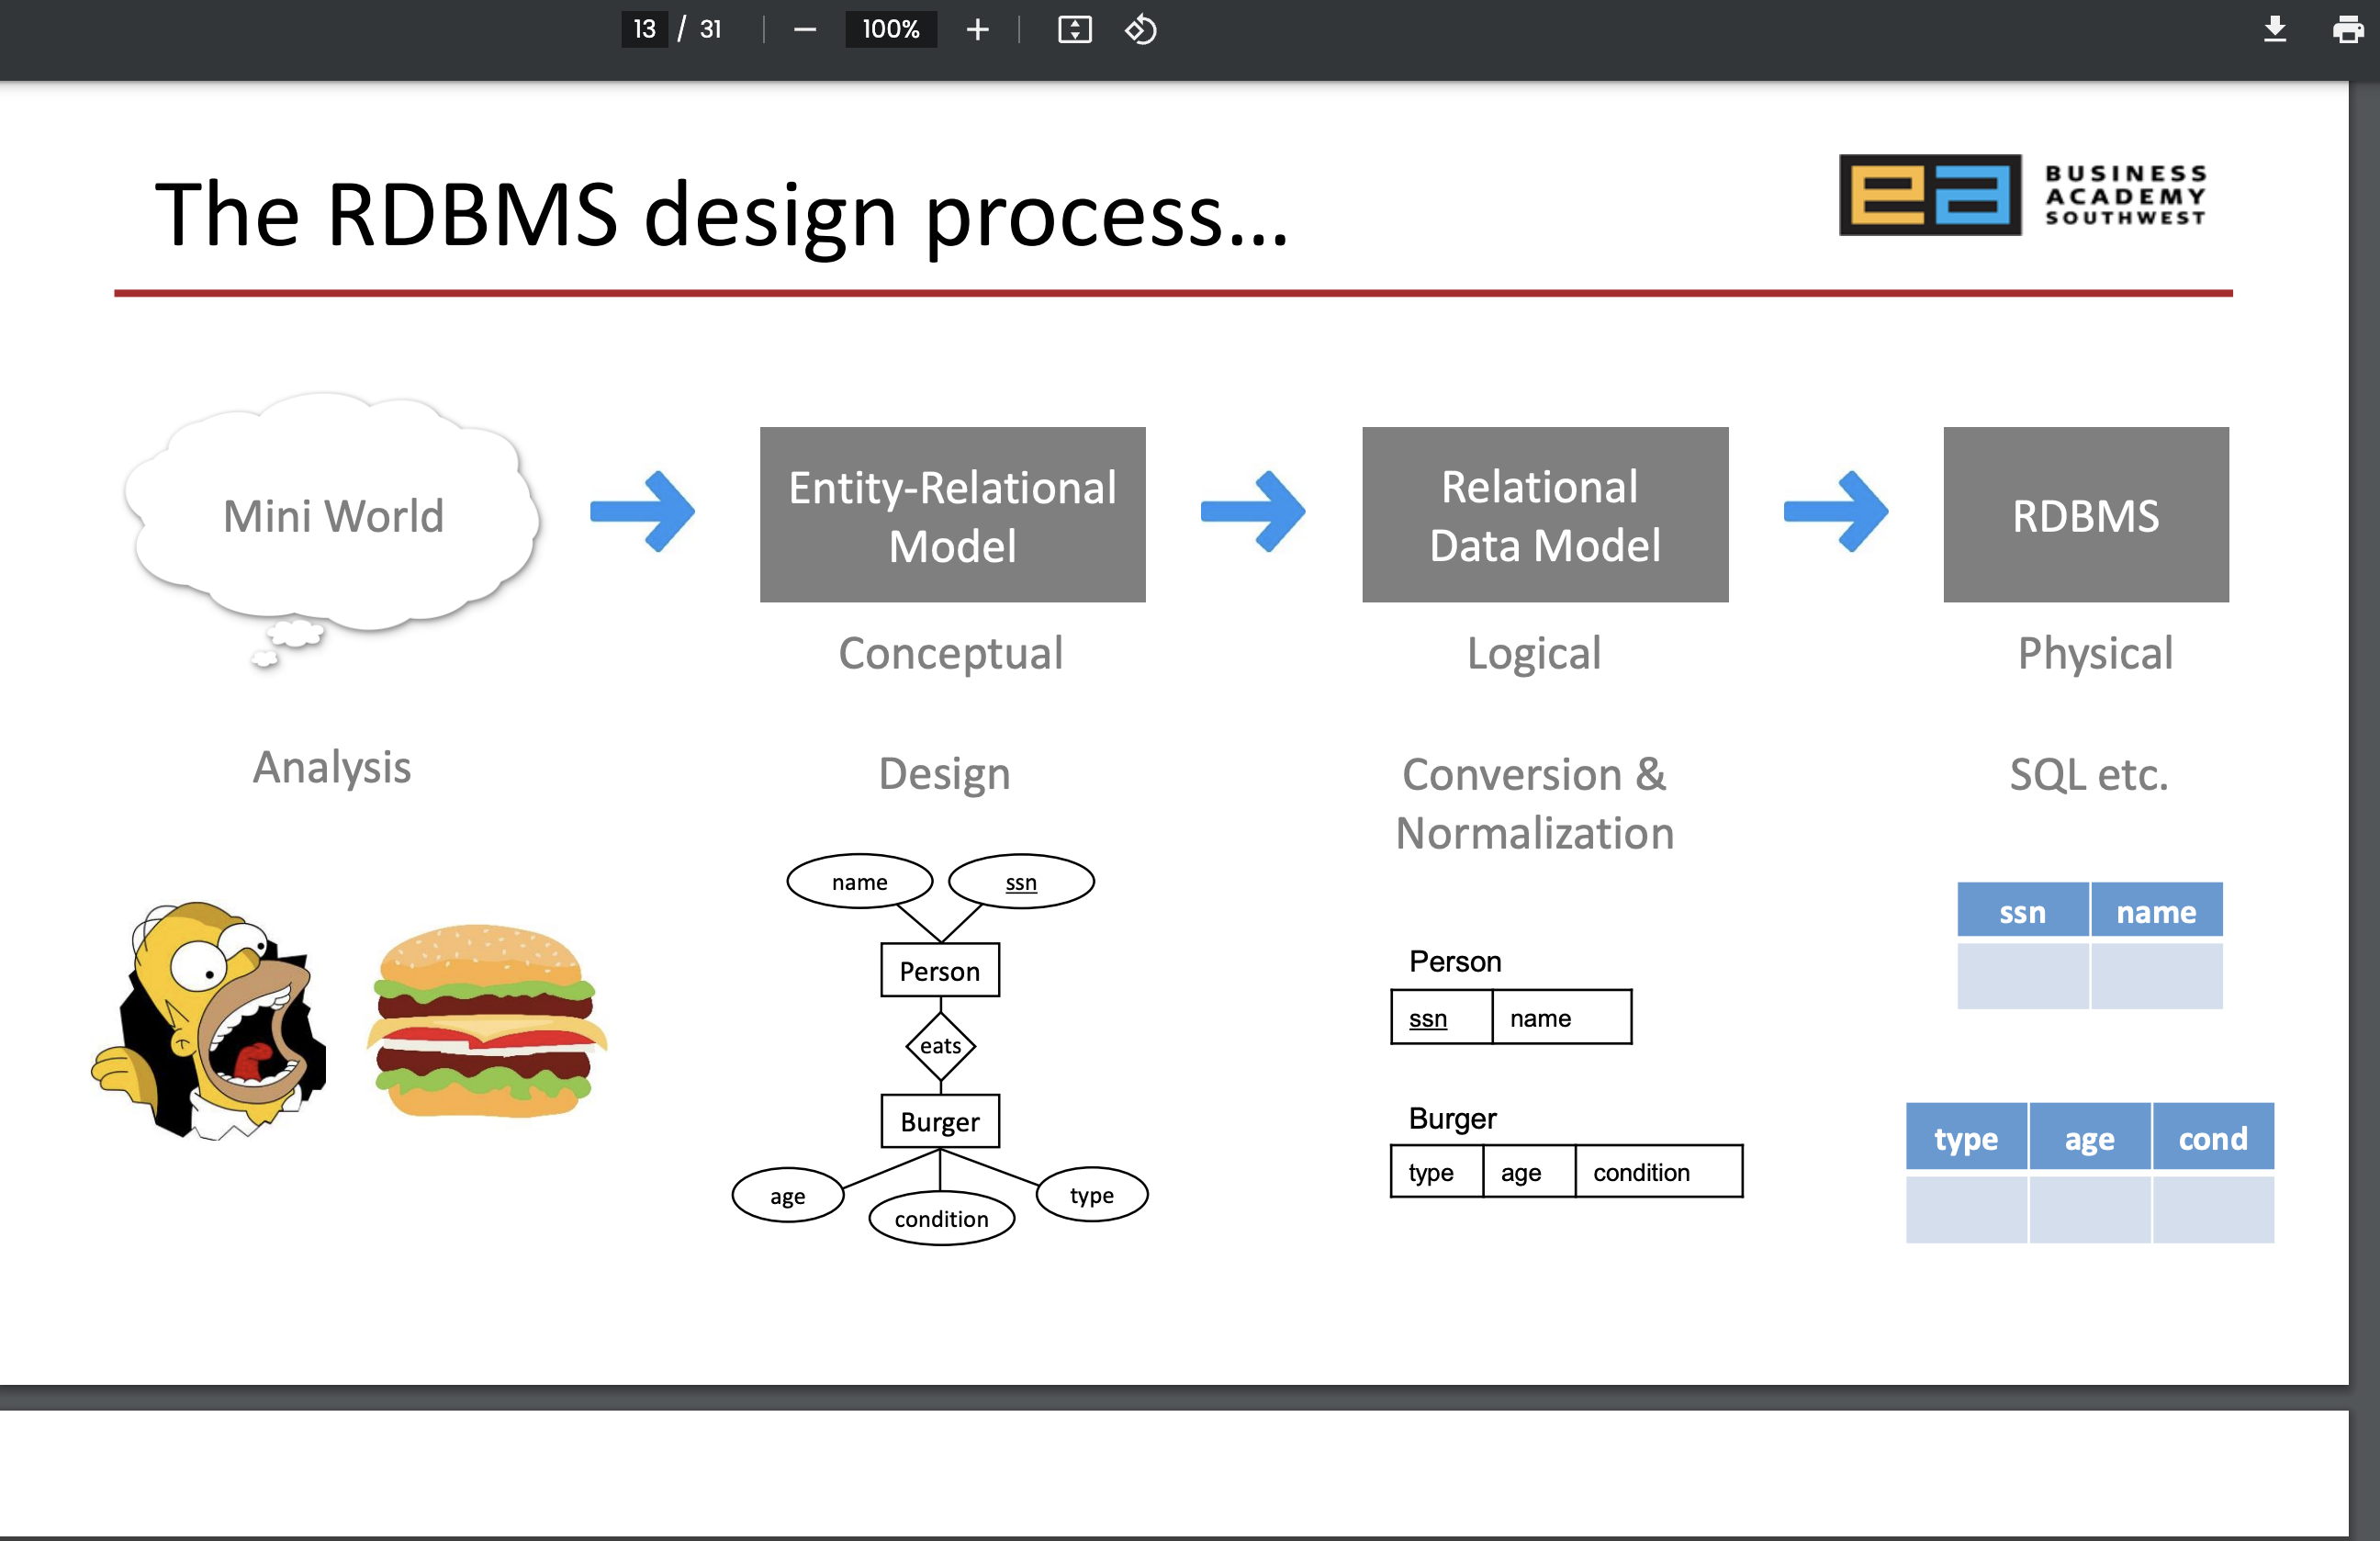 13 / 31 — 100% +
The RDBMS design process...
BUSINESS
ACADEMY
SOUTHWEST
Mini World
Entity-Relational
Model
Relational
Data Model
RDBMS
Conceptual
Logical
Physical
Analysis
Design
Conversion &
Normalization
SQL etc.
name
ssn
Person
eats
Burger
age
condition
type
Person
ssn
name
Burger
type
age
condition
ssn
name
type
age
cond